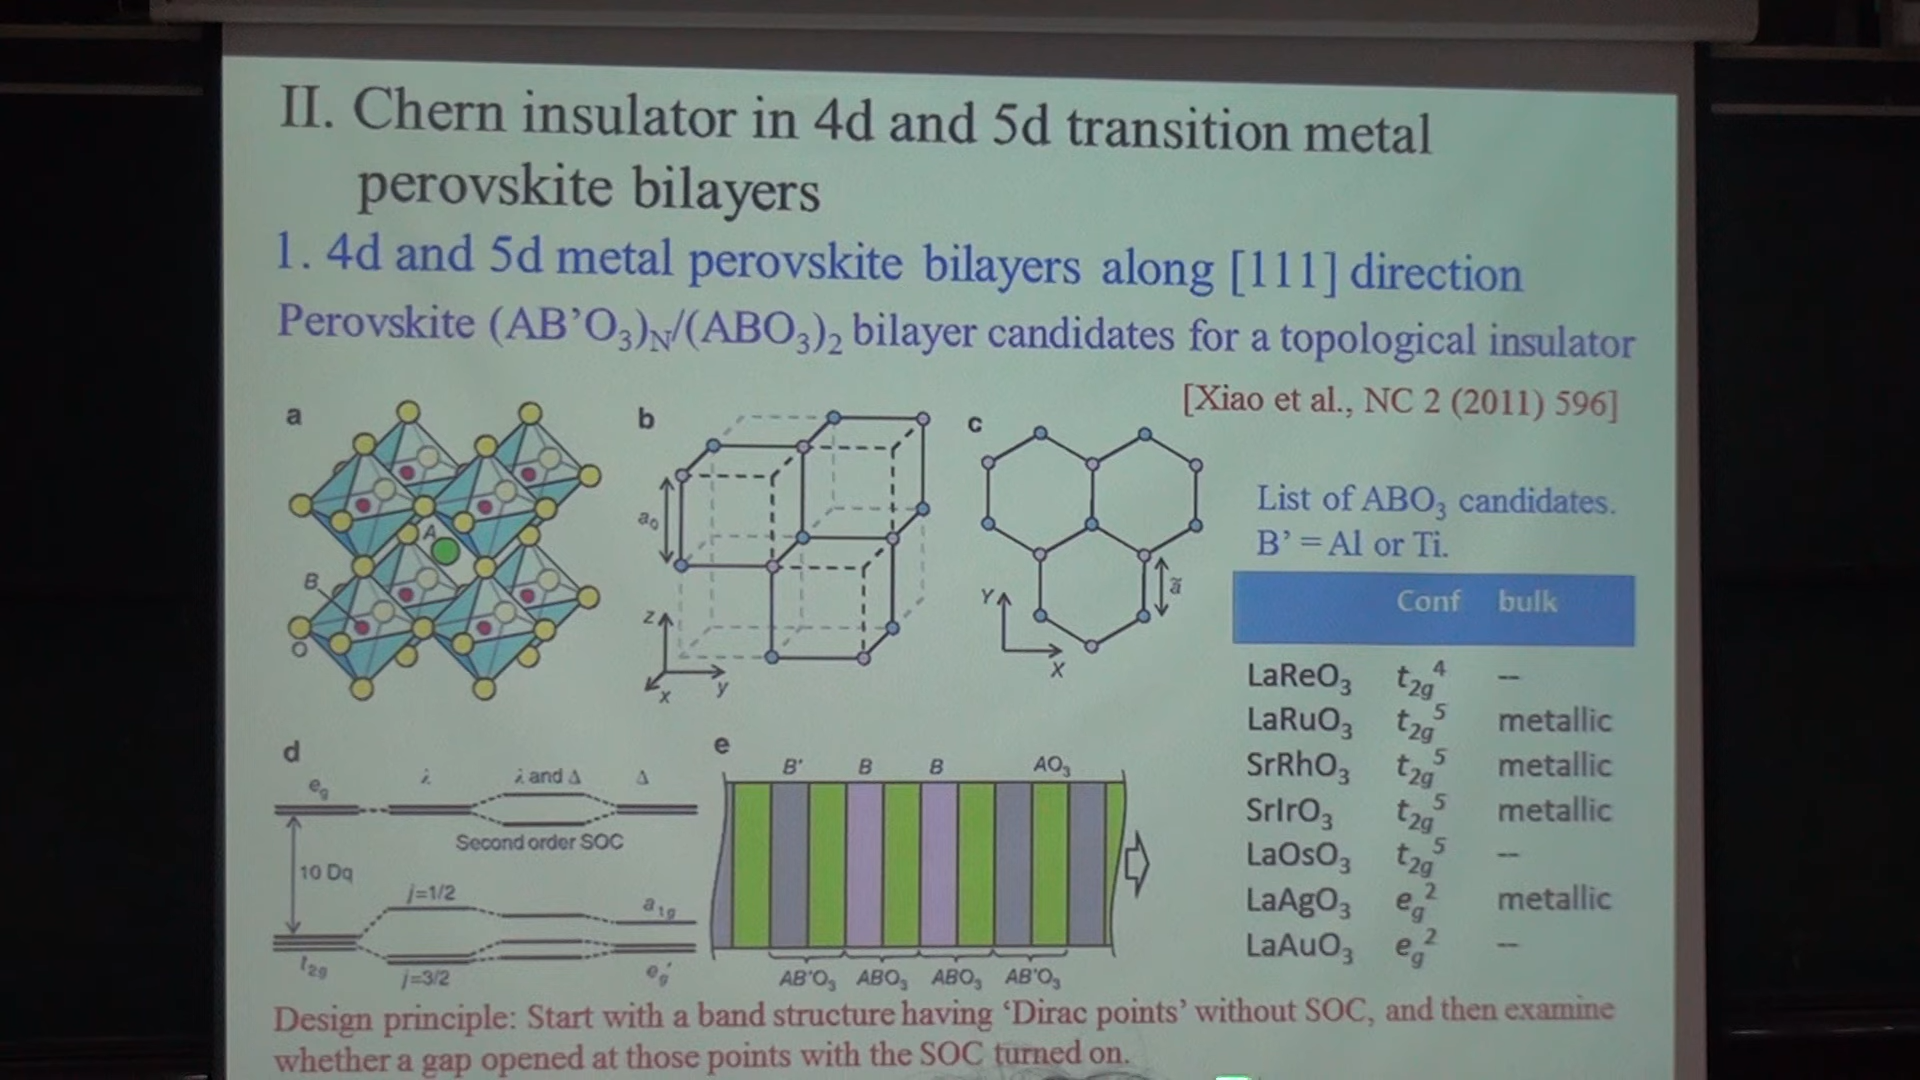 II. Chern insulator in 4d and 5d transition metal
perovskite bilayers
1. 4d and 5d metal perovskite bilayers along [111] direction
Perovskite (AB’O₃)N/(ABO₃)₂ bilayer candidates for a topological insulator
[Xiao et al., NC 2 (2011) 596]
a
A
B
O
b
a₀
z
y
x
c
ã
Y
X
List of ABO₃ candidates.
B’ = Al or Ti.
Conf bulk
LaReO₃ t₂g⁴ --
LaRuO₃ t₂g⁵ metallic
SrRhO₃ t₂g⁵ metallic
SrIrO₃ t₂g⁵ metallic
LaOsO₃ t₂g⁵ --
LaAgO₃ eg² metallic
LaAuO₃ eg² --
d
eg λ λ and Δ Δ
Second order SOC
10 Dq
j=1/2 a₁g
t₂g j=3/2 eg'
e
B' B B AO₃
AB'O₃ ABO₃ ABO₃ AB'O₃
Design principle: Start with a band structure having ‘Dirac points’ without SOC, and then examine
whether a gap opened at those points with the SOC turned on.